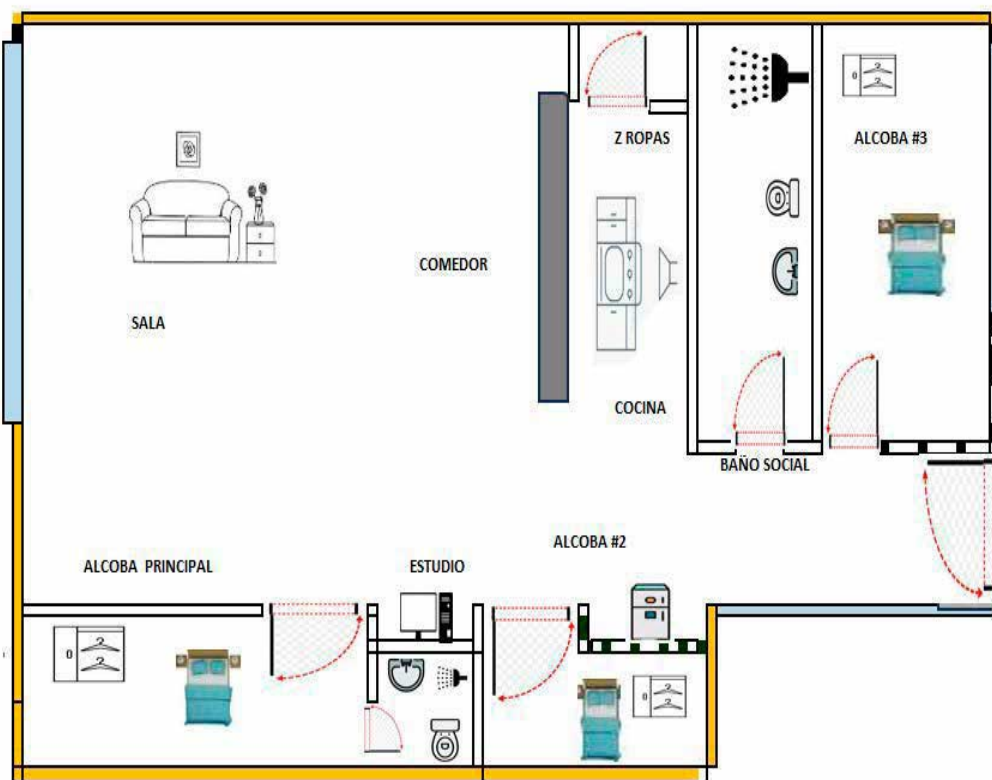 Z ROPAS
ALCOBA #3
COMEDOR
SALA
COCINA
BAÑO SOCIAL
ALCOBA #2
ALCOBA PRINCIPAL
ESTUDIO